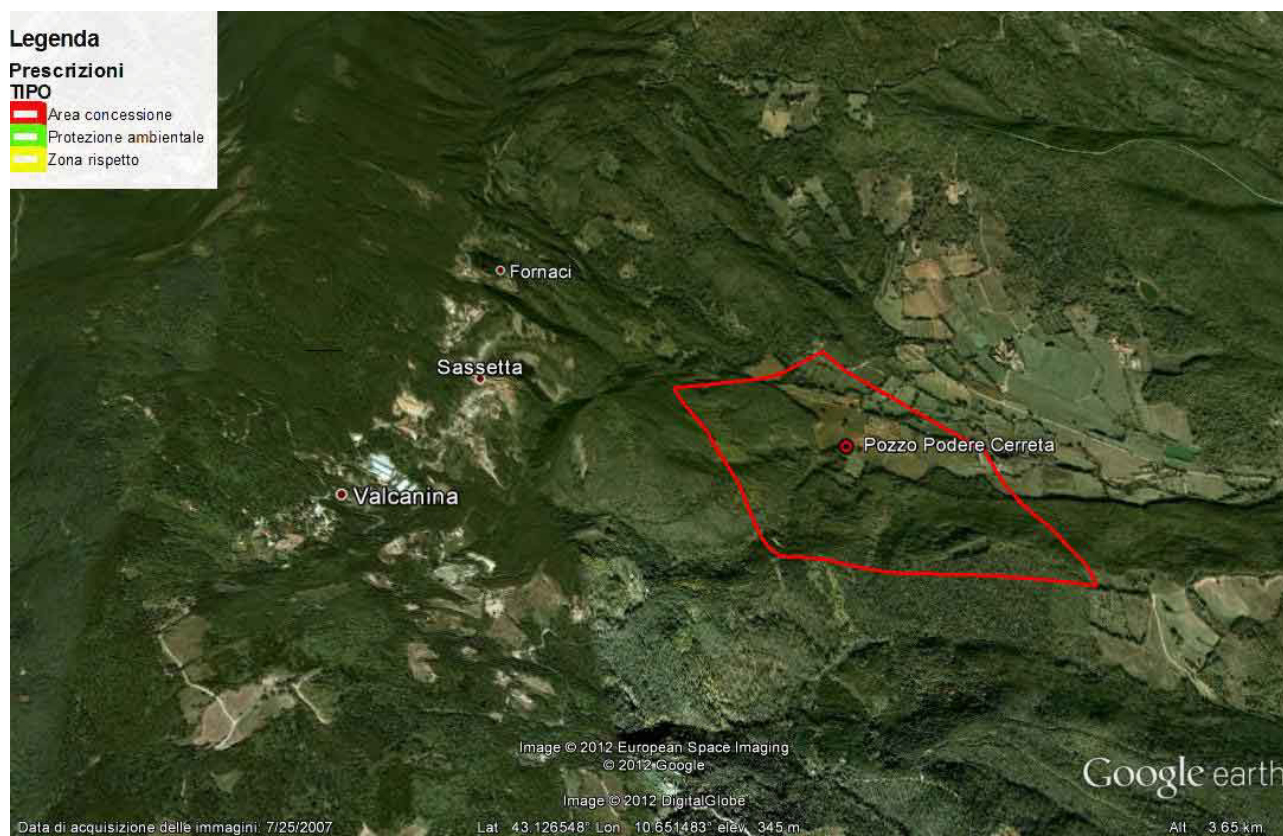 Legenda
Prescrizioni
TIPO
Area concessione
Protezione ambientale
Zona rispetto
Fornaci
Sassetta
Pozzo Podere Cerreta
Valcanina
Image © 2012 European Space Imaging
© 2012 Google
Image © 2012 DigitalGlobe
Google earth
Data di acquisizione delle immagini: 7/25/2007 Lat 43.126548° Lon 10.651483° elev 345 m Alt 3.65 km